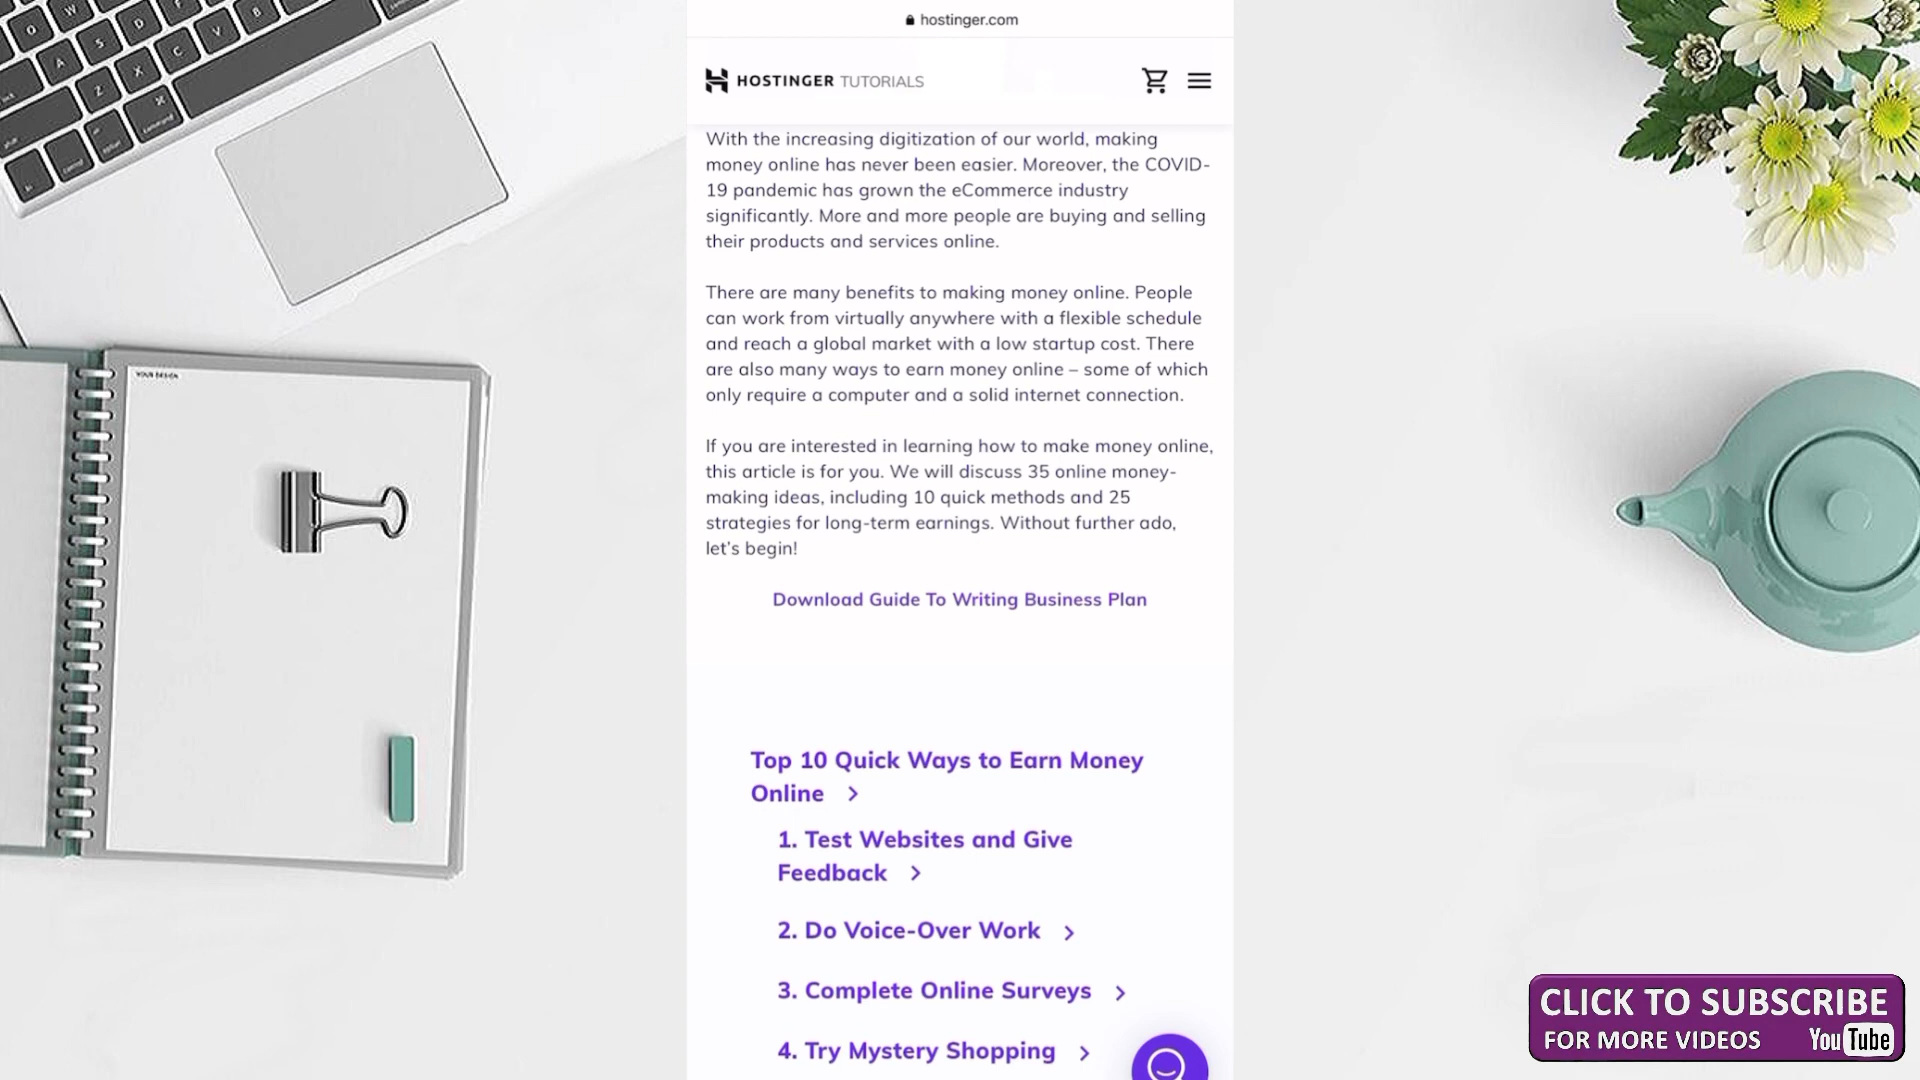 hostinger.com
HOSTINGER TUTORIALS
With the increasing digitization of our world, making
money online has never been easier. Moreover, the COVID-
19 pandemic has grown the eCommerce industry
significantly. More and more people are buying and selling
their products and services online.
There are many benefits to making money online. People
can work from virtually anywhere with a flexible schedule
and reach a global market with a low startup cost. There
are also many ways to earn money online – some of which
only require a computer and a solid internet connection.
If you are interested in learning how to make money online,
this article is for you. We will discuss 35 online money-
making ideas, including 10 quick methods and 25
strategies for long-term earnings. Without further ado,
let's begin!
Download Guide To Writing Business Plan
Top 10 Quick Ways to Earn Money
Online
1. Test Websites and Give
Feedback
2. Do Voice-Over Work
3. Complete Online Surveys
4. Try Mystery Shopping
YOUR DESIGN
O W
A S D F V B
Z X C
command option
CLICK TO SUBSCRIBE
FOR MORE VIDEOS YouTube